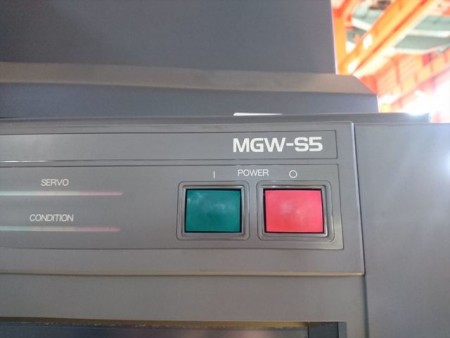 MGW-S5
SERVO
I POWER O
CONDITION